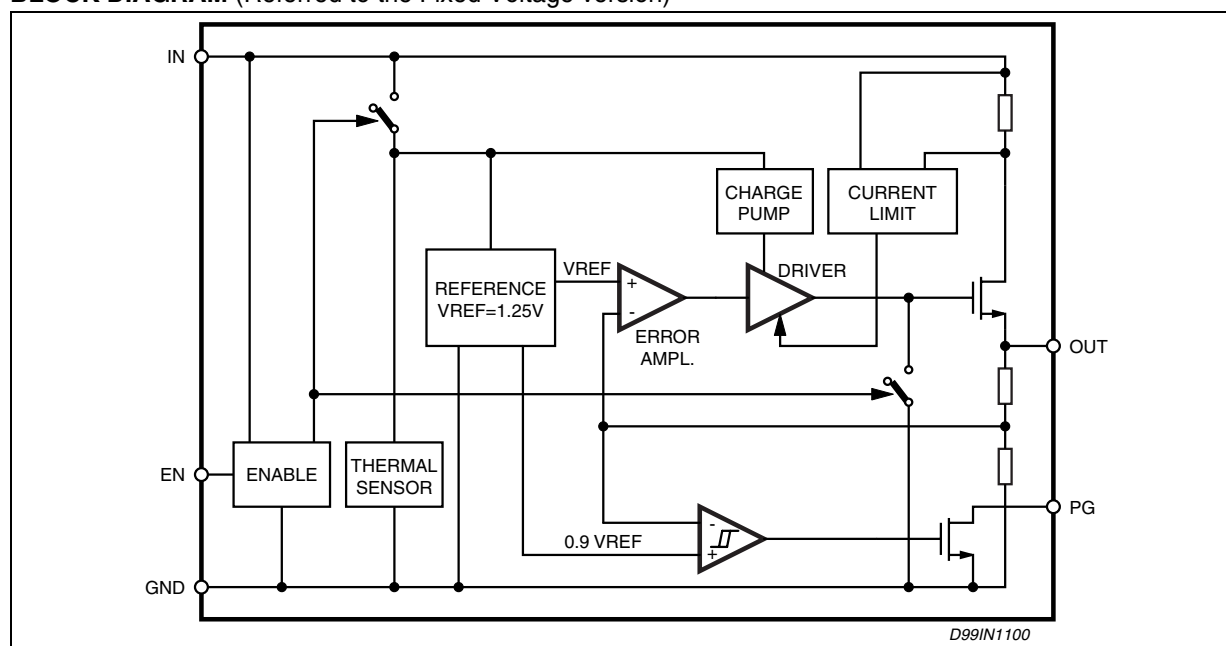 BLOCK DIAGRAM (Referred to the Fixed Voltage Version)
IN
CHARGE
PUMP
CURRENT
LIMIT
REFERENCE
VREF=1.25V
VREF
+
-
ERROR
AMPL.
DRIVER
OUT
EN
ENABLE
THERMAL
SENSOR
0.9 VREF
-
+
PG
GND
D99IN1100